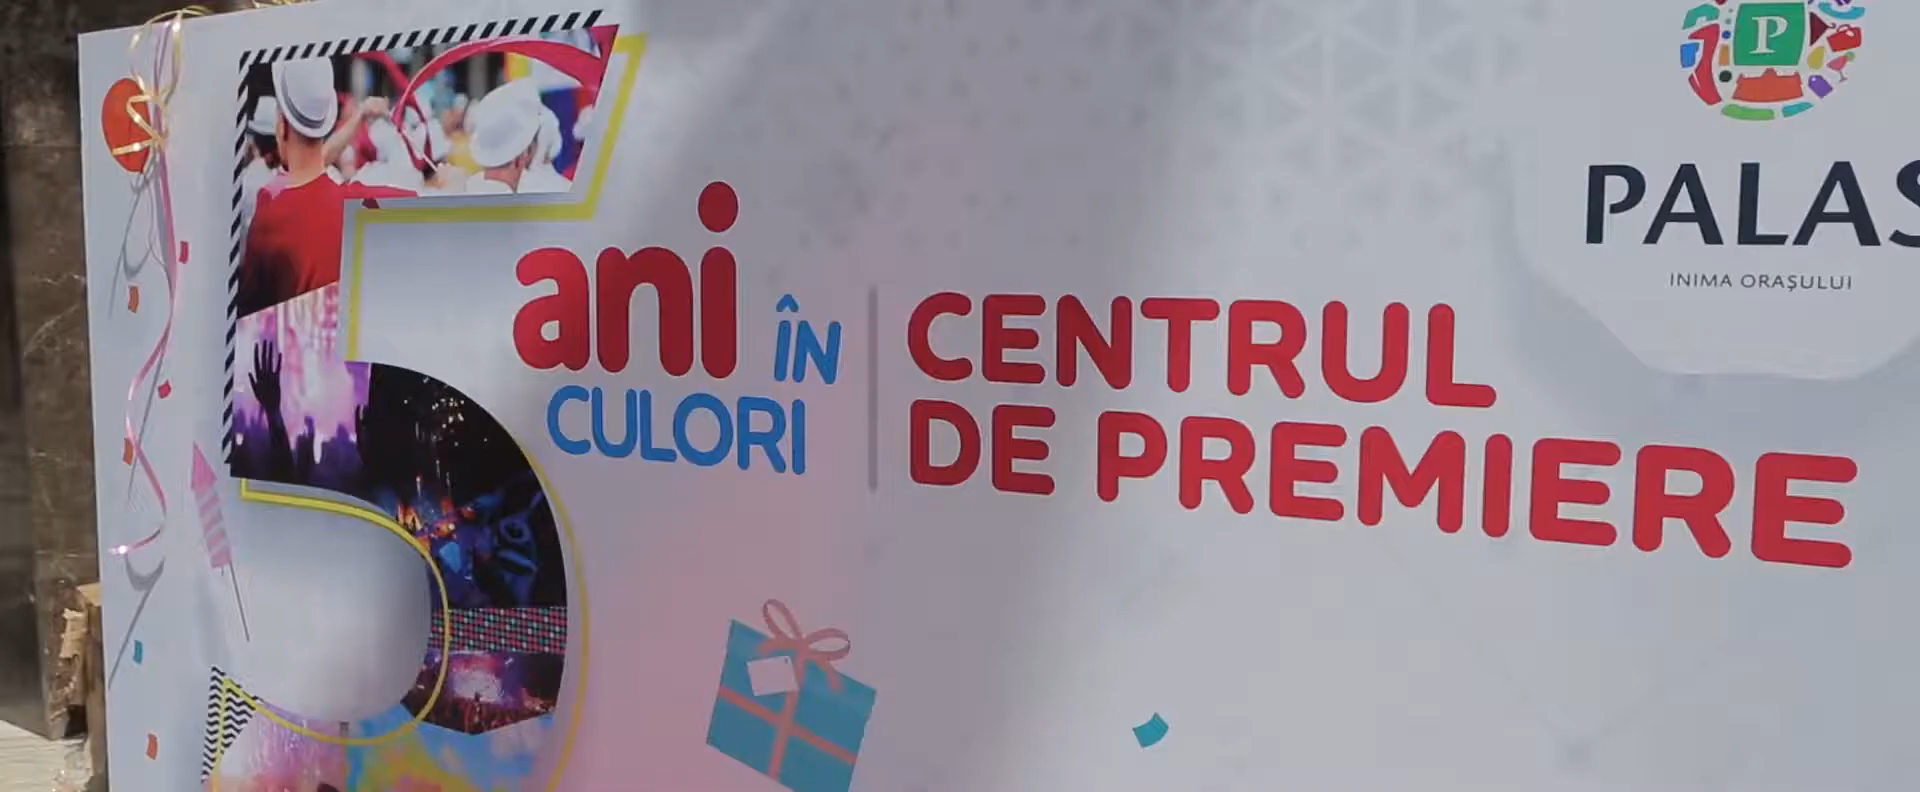 5 ani ÎN
CULORI
CENTRUL
DE PREMIERE
P
PALAS
INIMA ORAȘULUI